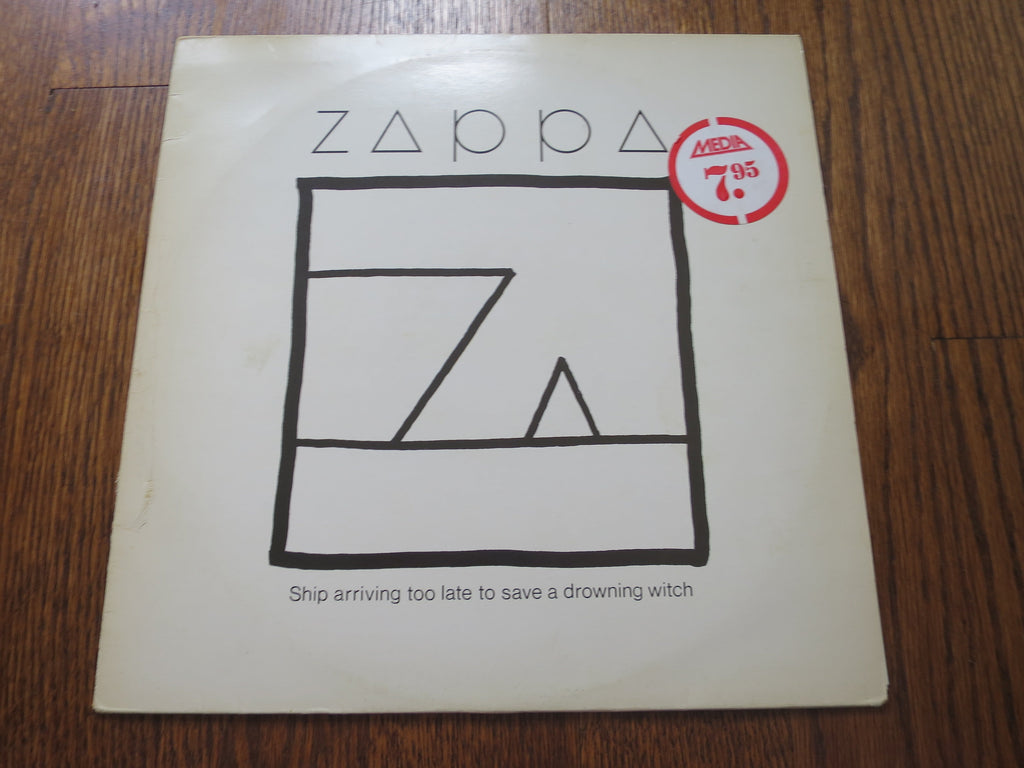 ZAPPA
MEDIA
7.95
Ship arriving too late to save a drowning witch